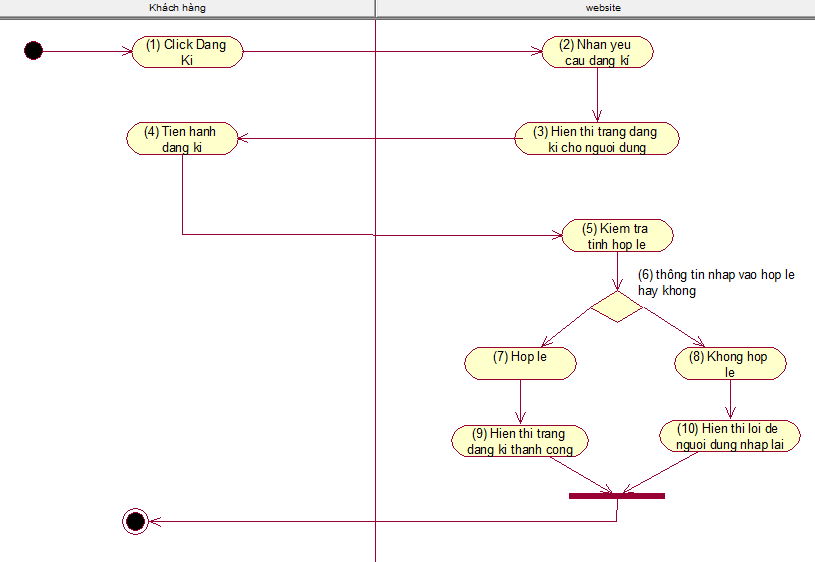 Khách hàng
website
(1) Click Dang
Ki
(2) Nhan yeu
cau dang kí
(4) Tien hanh
dang ki
(3) Hien thi trang dang
ki cho nguoi dung
(5) Kiem tra
tinh hop le
(6) thông tin nhap vao hop le
hay khong
(7) Hop le
(8) Khong hop
le
(9) Hien thi trang
dang ki thanh cong
(10) Hien thi loi de
nguoi dung nhap lai